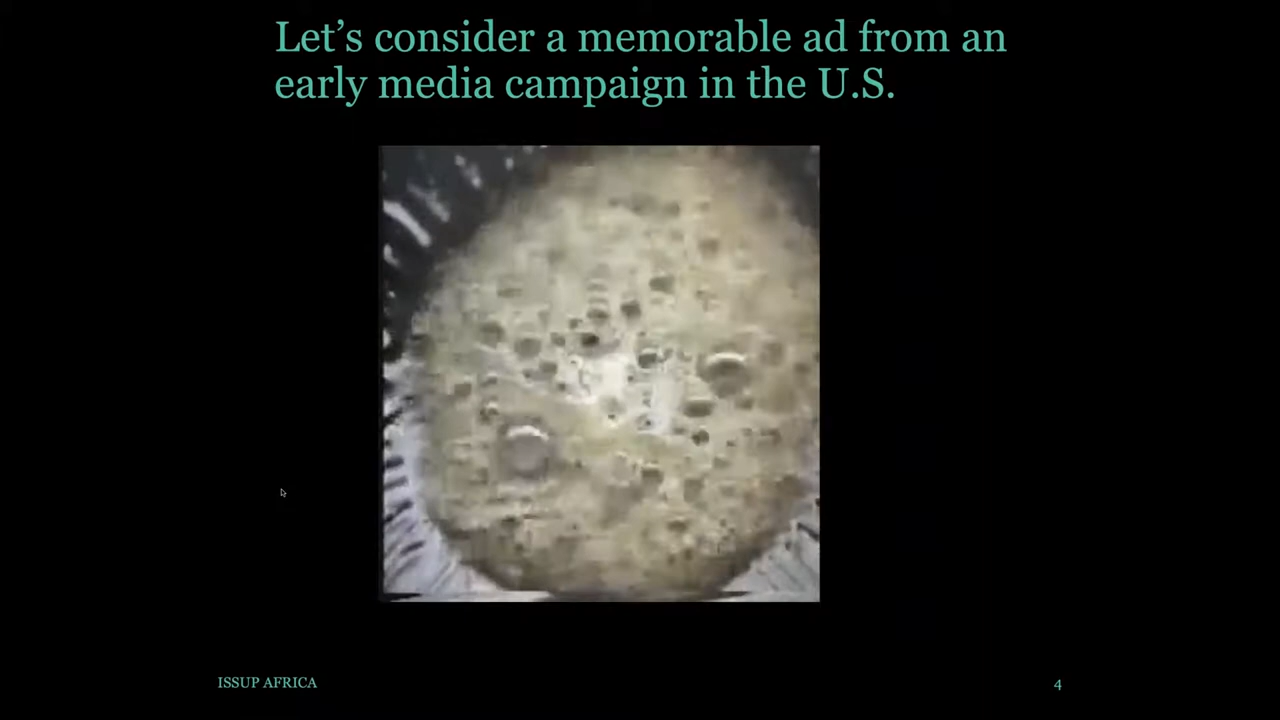 Let’s consider a memorable ad from an
early media campaign in the U.S.
ISSUP AFRICA
4